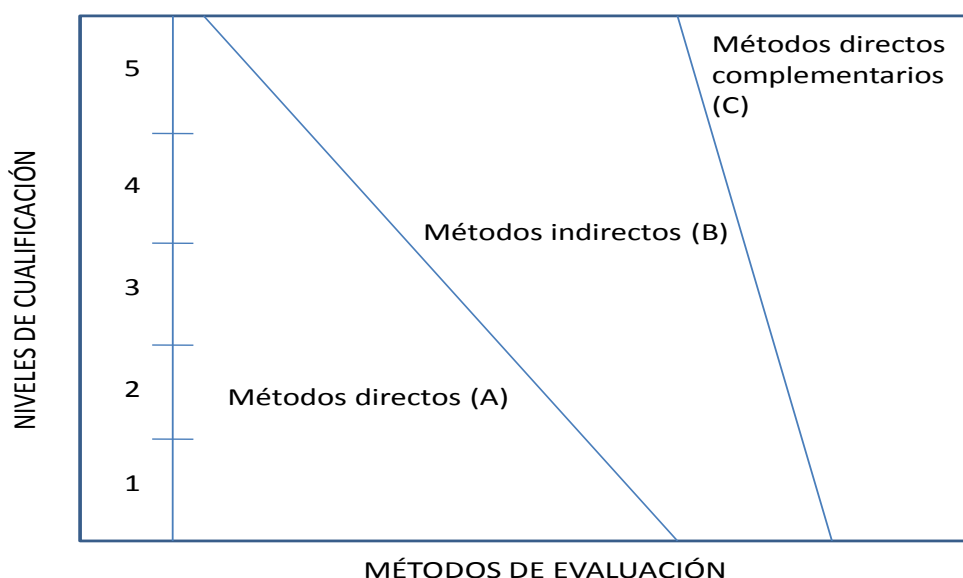 NIVELES DE CUALIFICACIÓN
5
4
3
2
1
Métodos directos
complementarios
(C)
Métodos indirectos (B)
Métodos directos (A)
MÉTODOS DE EVALUACIÓN